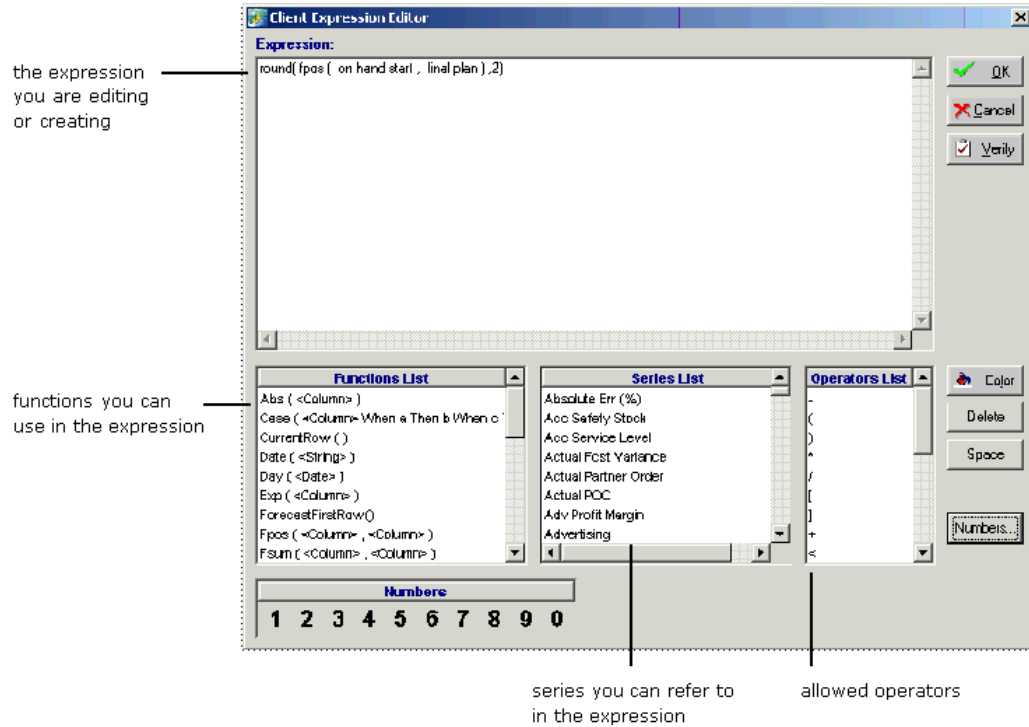 Client Expression Editor
Expression:
round( fpos ( on hand start , final plan ) ,2)
the expression
you are editing
or creating
OK
Cancel
Verify
Functions List
Abs ( <Column> )
Case ( <Column> When a Then b When c
CurrentRow ( )
Date ( <String> )
Day ( <Date> )
Exp ( <Column> )
ForecastFirstRow()
Fpos ( <Column> , <Column> )
Fsum ( <Column> , <Column> )
functions you can
use in the expression
Series List
Absolute Err (%)
Acc Safety Stock
Acc Service Level
Actual Fcst Variance
Actual Partner Order
Actual POC
Adv Profit Margin
Advertising
Operators List
-
(
)
*
/
[
]
+
<
Color
Delete
Space
Numbers...
Numbers
1 2 3 4 5 6 7 8 9 0
series you can refer to
in the expression
allowed operators